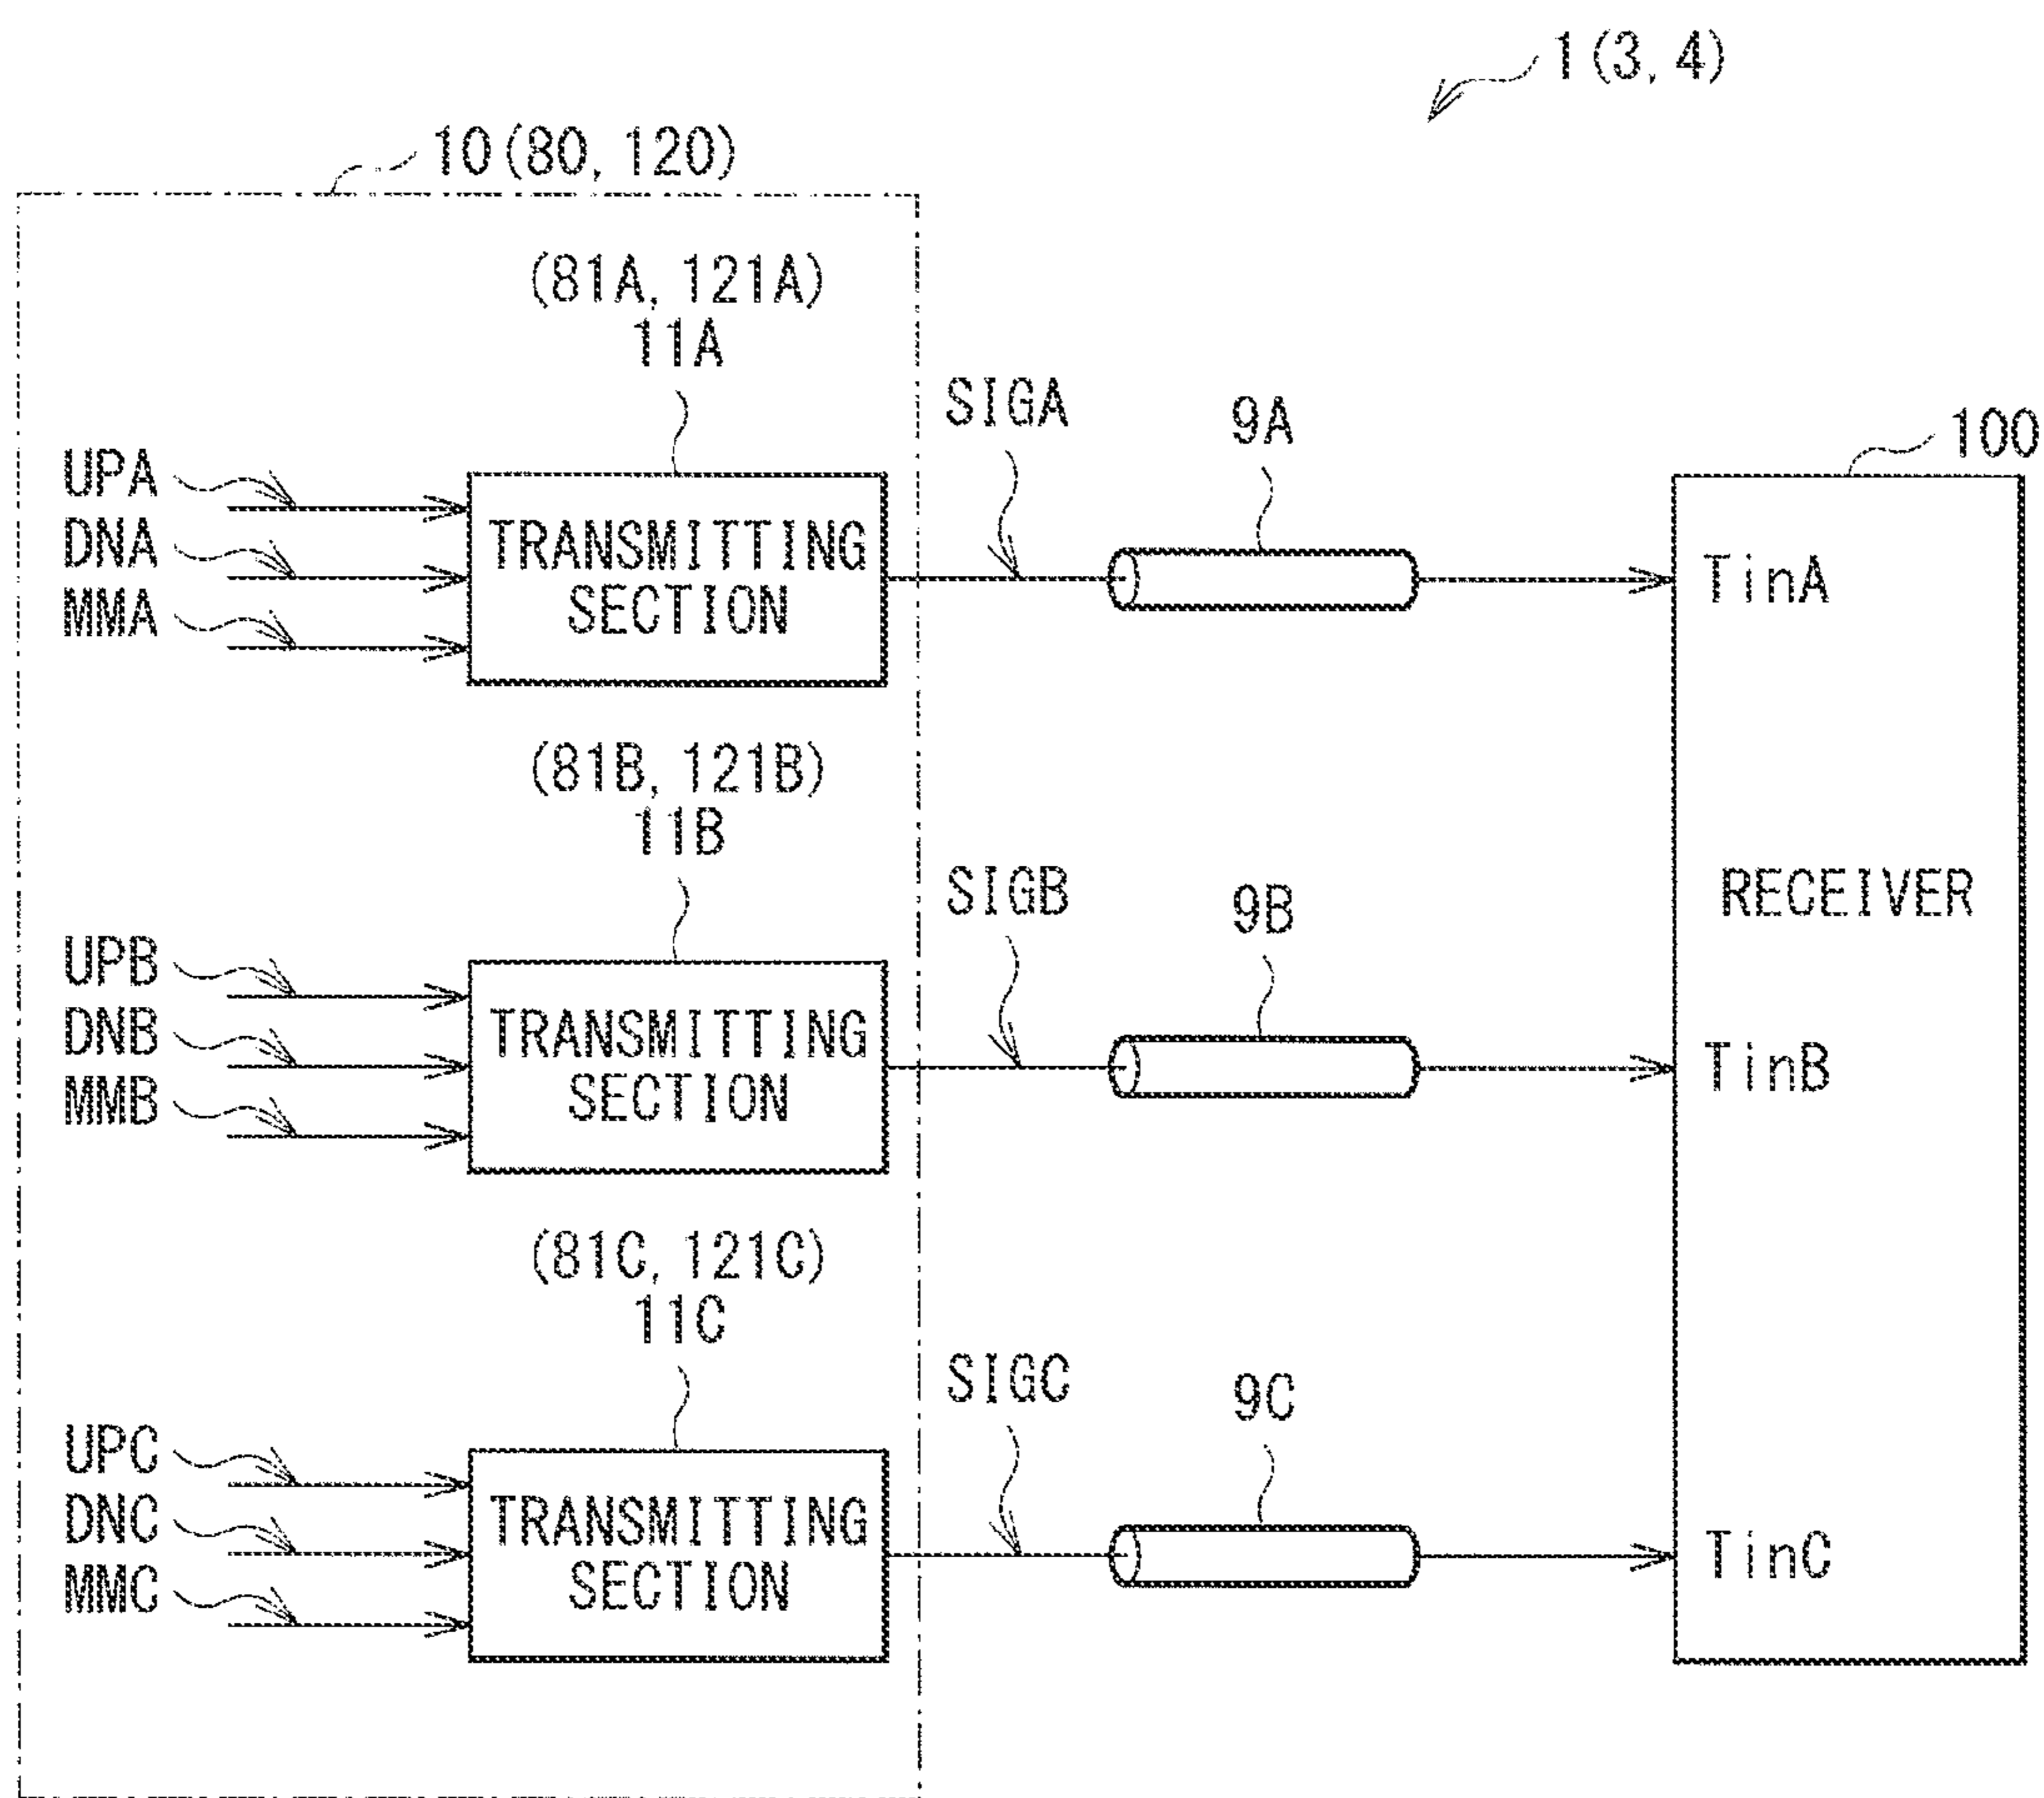 1(3, 4)
10(80, 120)
(81A, 121A)
11A
SIGA
9A
100
UPA
DNA
MMA
TRANSMITTING
SECTION
TinA
(81B, 121B)
11B
SIGB
9B
RECEIVER
UPB
DNB
MMB
TRANSMITTING
SECTION
TinB
(81C, 121C)
11C
SIGC
9C
UPC
DNC
MMC
TRANSMITTING
SECTION
TinC